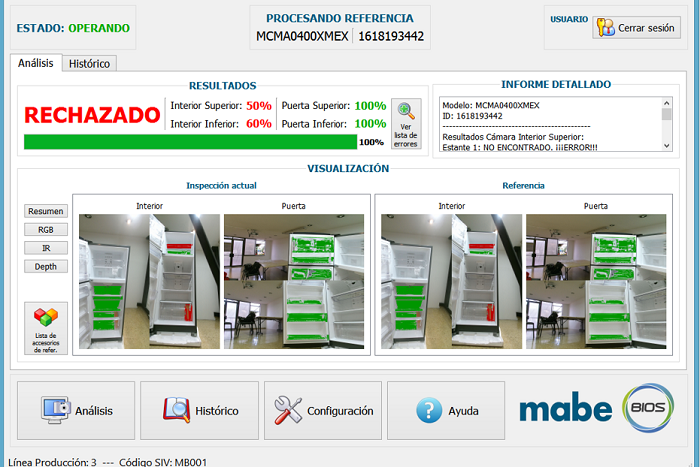 ESTADO: OPERANDO
PROCESANDO REFERENCIA
MCMA0400XMEX | 1618193442
USUARIO
Cerrar sesión
Análisis
Histórico
RESULTADOS
RECHAZADO
Interior Superior: 50%
Puerta Superior: 100%
Interior Inferior: 60%
Puerta Inferior: 100%
100%
Ver
lista de
errores
INFORME DETALLADO
Modelo: MCMA0400XMEX
ID: 1618193442
--------------------------------------------
Resultados Cámara Interior Superior:
Estante 1: NO ENCONTRADO. ¡¡¡ERROR!!!
VISUALIZACIÓN
Inspección actual
Referencia
Interior
Puerta
Interior
Puerta
Resumen
RGB
IR
Depth
Lista de
accesorios
de refer.
Análisis
Histórico
Configuración
Ayuda
mabe
BIOS
Línea Producción: 3 --- Código SIV: MB001